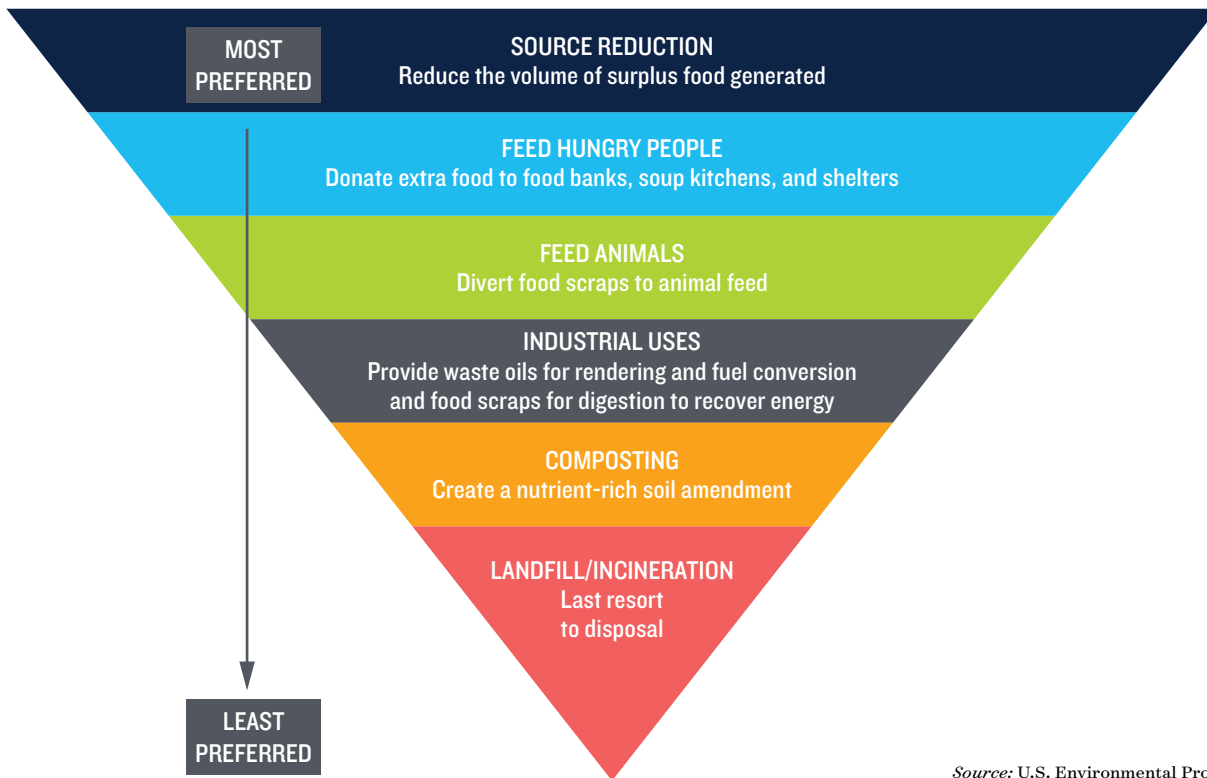 MOST
PREFERRED
SOURCE REDUCTION
Reduce the volume of surplus food generated
FEED HUNGRY PEOPLE
Donate extra food to food banks, soup kitchens, and shelters
FEED ANIMALS
Divert food scraps to animal feed
INDUSTRIAL USES
Provide waste oils for rendering and fuel conversion
and food scraps for digestion to recover energy
COMPOSTING
Create a nutrient-rich soil amendment
LANDFILL/INCINERATION
Last resort
to disposal
LEAST
PREFERRED
Source: U.S. Environmental Pro